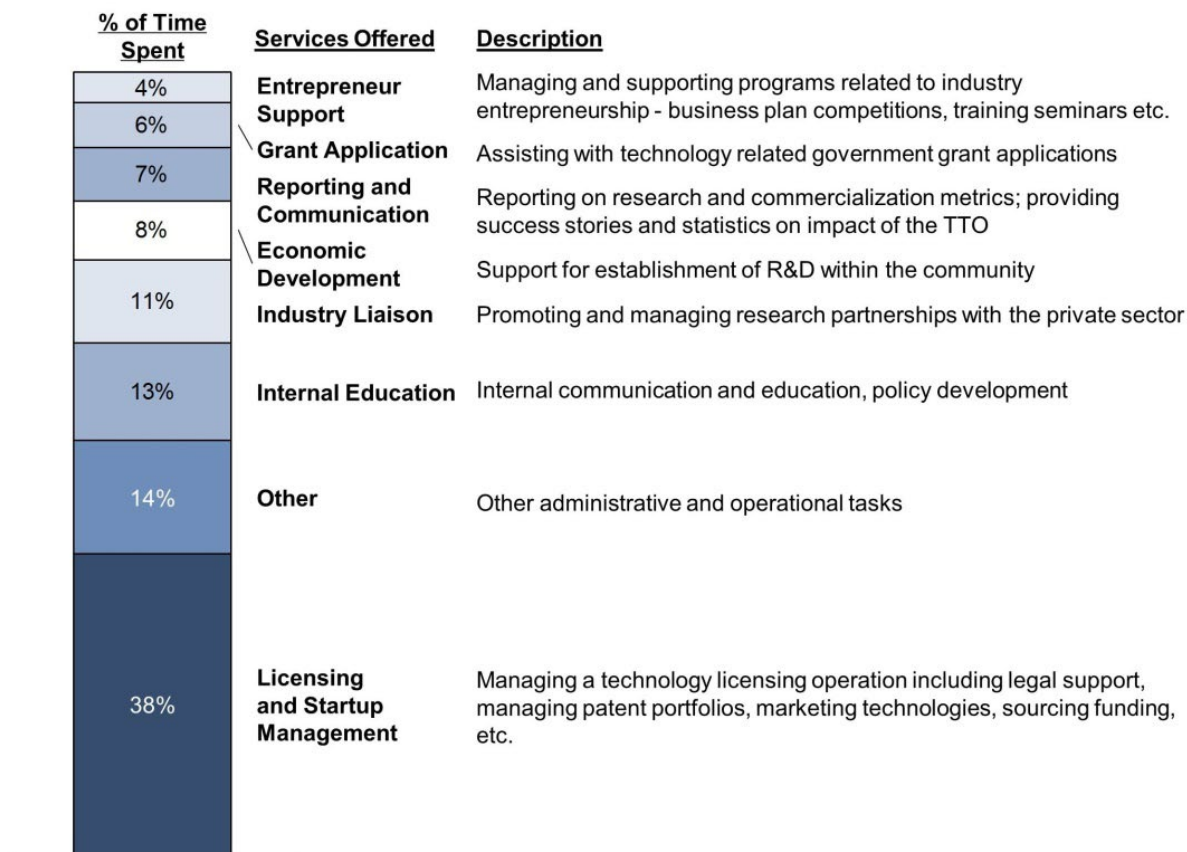 % of Time
Spent
Services Offered
Description
4%
Entrepreneur
Support
Managing and supporting programs related to industry
entrepreneurship - business plan competitions, training seminars etc.
6%
Grant Application
Assisting with technology related government grant applications
7%
Reporting and
Communication
Reporting on research and commercialization metrics; providing
success stories and statistics on impact of the TTO
8%
Economic
Development
Support for establishment of R&D within the community
11%
Industry Liaison
Promoting and managing research partnerships with the private sector
13%
Internal Education
Internal communication and education, policy development
14%
Other
Other administrative and operational tasks
38%
Licensing
and Startup
Management
Managing a technology licensing operation including legal support,
managing patent portfolios, marketing technologies, sourcing funding,
etc.